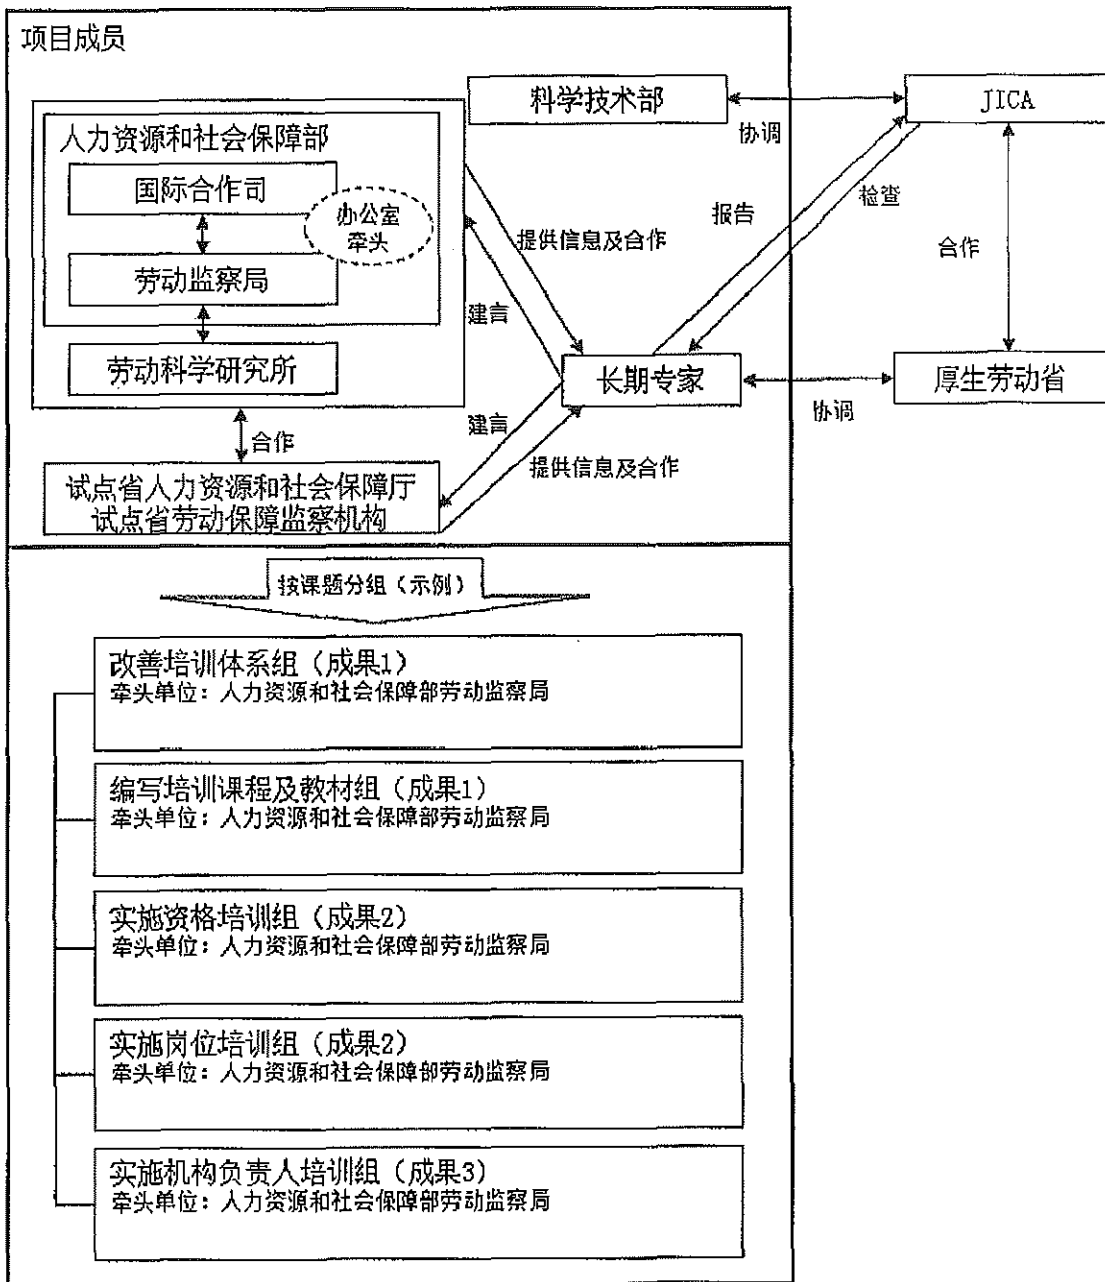 项目成员
科学技术部
JICA
协调
人力资源和社会保障部
国际合作司
办公室
牵头
劳动监察局
劳动科学研究所
提供信息及合作
建言
报告
检查
合作
长期专家
厚生劳动省
协调
合作
建言
提供信息及合作
试点省人力资源和社会保障厅
试点省劳动保障监察机构
按课题分组（示例）
改善培训体系组（成果1）
牵头单位：人力资源和社会保障部劳动监察局
编写培训课程及教材组（成果1）
牵头单位：人力资源和社会保障部劳动监察局
实施资格培训组（成果2）
牵头单位：人力资源和社会保障部劳动监察局
实施岗位培训组（成果2）
牵头单位：人力资源和社会保障部劳动监察局
实施机构负责人培训组（成果3）
牵头单位：人力资源和社会保障部劳动监察局